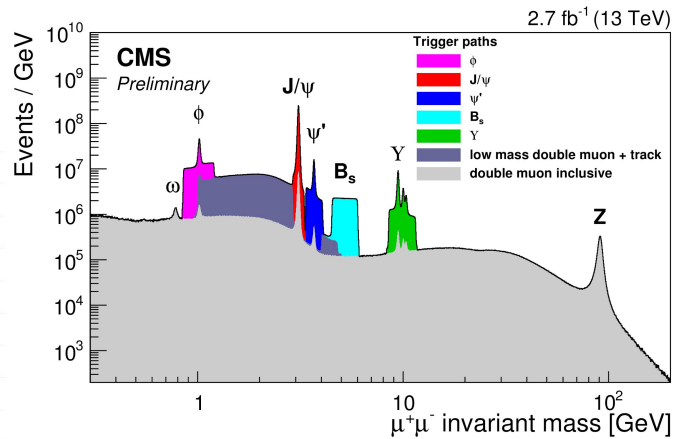 2.7 fb⁻¹ (13 TeV)
Events / GeV
10¹⁰
10⁹
10⁸
10⁷
10⁶
10⁵
10⁴
10³
CMS
Preliminary
Trigger paths
ϕ
J/ψ
ψ'
Bₛ
Υ
low mass double muon + track
double muon inclusive
ω
ϕ
J/ψ
ψ'
Bₛ
Υ
Z
1
10
10²
μ⁺μ⁻ invariant mass [GeV]